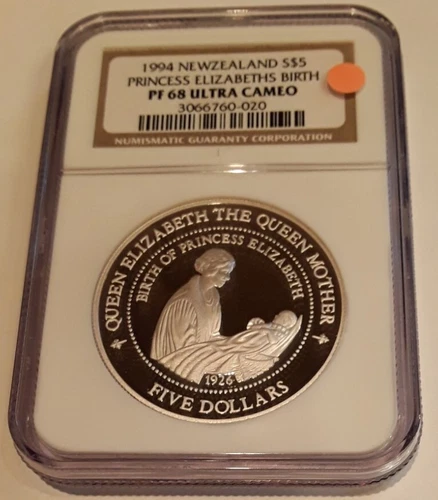 1994 NEWZEALAND S$5
PRINCESS ELIZABETHS BIRTH
PF 68 ULTRA CAMEO
3066760-020
NUMISMATIC GUARANTY CORPORATION
QUEEN ELIZABETH THE QUEEN MOTHER
BIRTH OF PRINCESS ELIZABETH
1926
FIVE DOLLARS